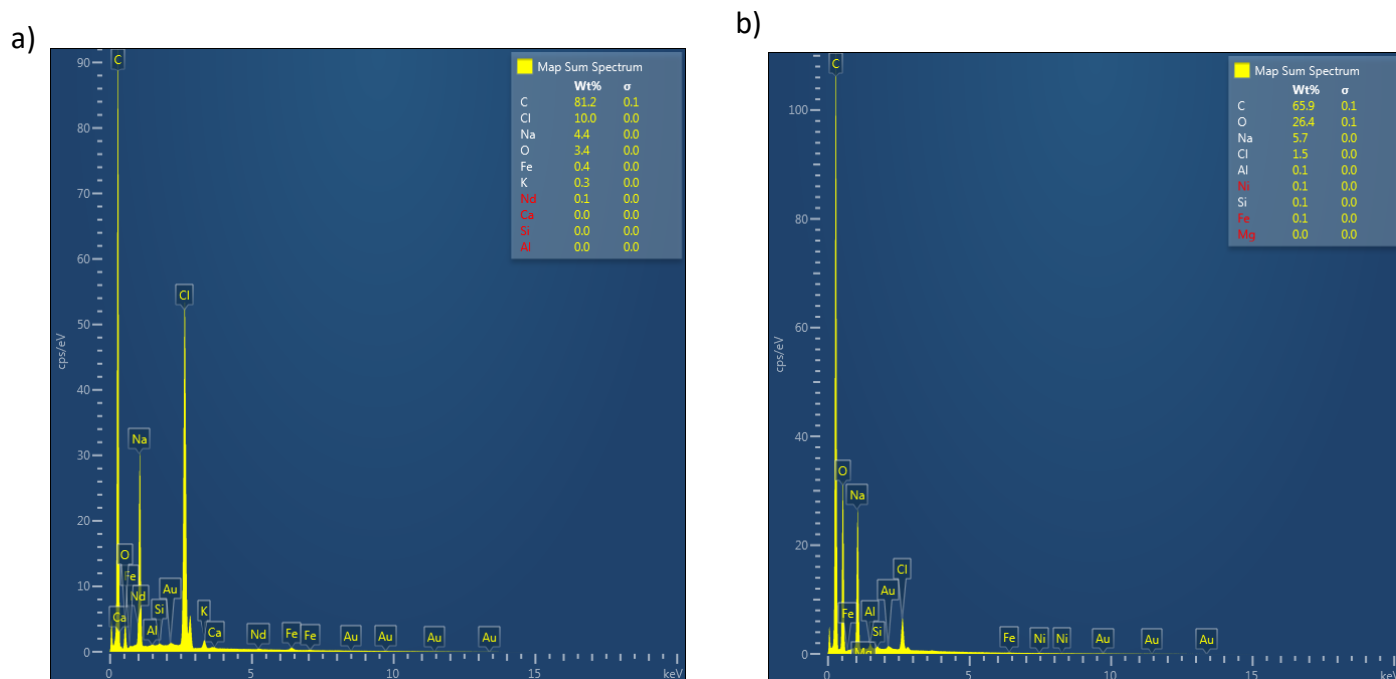 a)
Map Sum Spectrum
Wt% σ
C 81.2 0.1
Cl 10.0 0.0
Na 4.4 0.0
O 3.4 0.0
Fe 0.4 0.0
K 0.3 0.0
Nd 0.1 0.0
Ca 0.0 0.0
Si 0.0 0.0
Al 0.0 0.0
90
80
70
60
50
40
30
20
10
0
cps/eV
C
Cl
Na
O
Fe
Nd
Ca
Al
Si
Au
K
Ca
Nd
Fe
Fe
Au
Au
Au
Au
0 5 10 15 keV
b)
Map Sum Spectrum
Wt% σ
C 65.9 0.1
O 26.4 0.1
Na 5.7 0.0
Cl 1.5 0.0
Al 0.1 0.0
Ni 0.1 0.0
Si 0.1 0.0
Fe 0.1 0.0
Mg 0.0 0.0
100
80
60
40
20
0
cps/eV
C
O
Na
Cl
Au
Fe
Al
Si
Mg
Fe
Ni
Ni
Au
Au
Au
0 5 10 15